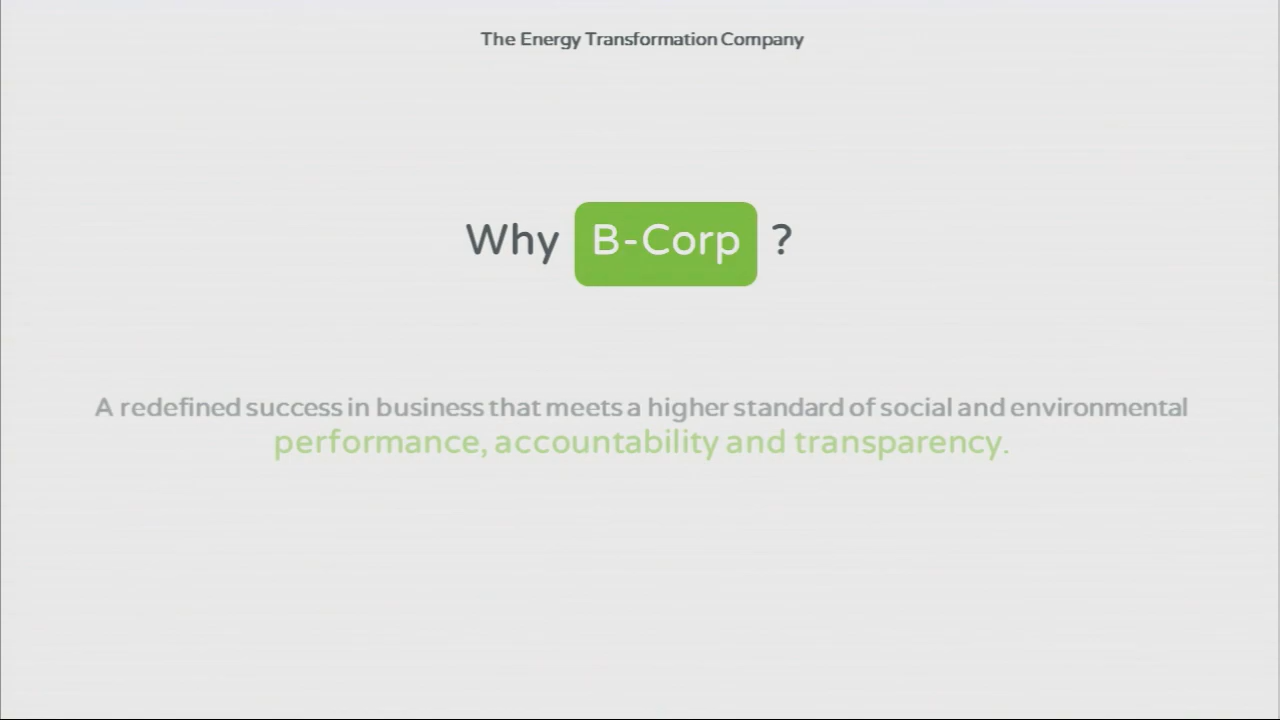 The Energy Transformation Company
Why B-Corp ?
A redefined success in business that meets a higher standard of social and environmental
performance, accountability and transparency.